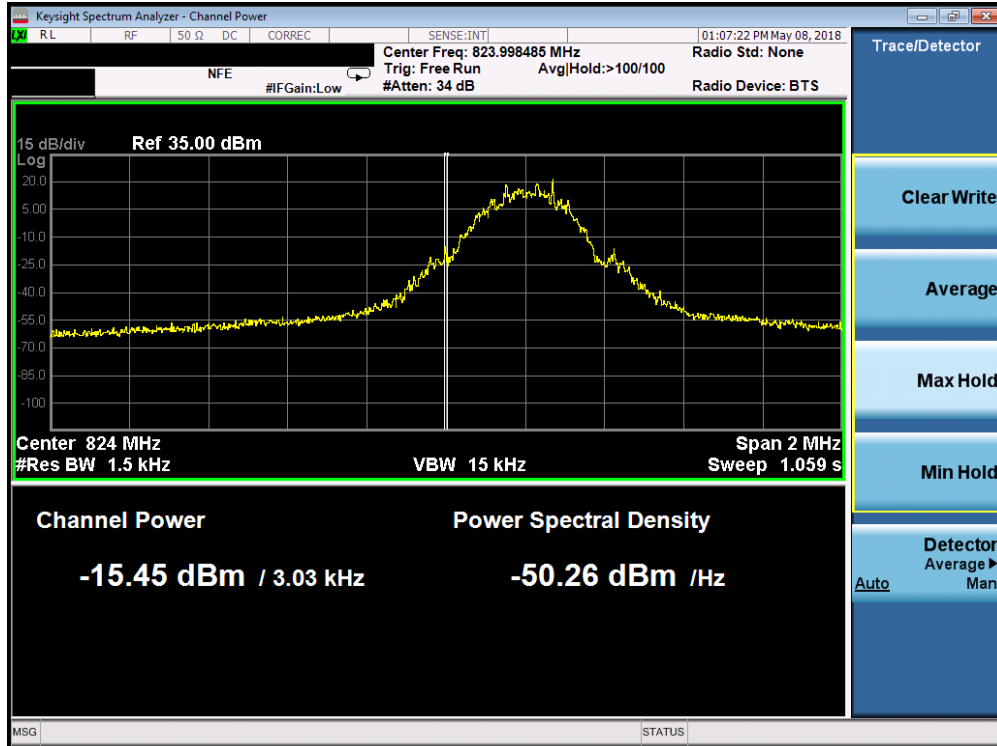 Keysight Spectrum Analyzer - Channel Power
LXI RL RF 50 Ω DC CORREC SENSE:INT 01:07:22 PM May 08, 2018
Center Freq: 823.998485 MHz Radio Std: None
NFE Trig: Free Run Avg|Hold:>100/100
#IFGain:Low #Atten: 34 dB Radio Device: BTS
15 dB/div Ref 35.00 dBm
Log
20.0
5.00
-10.0
-25.0
-40.0
-55.0
-70.0
-85.0
-100
Center 824 MHz Span 2 MHz
#Res BW 1.5 kHz VBW 15 kHz Sweep 1.059 s
Channel Power Power Spectral Density
-15.45 dBm / 3.03 kHz -50.26 dBm /Hz
MSG STATUS
Trace/Detector
Clear Write
Average
Max Hold
Min Hold
Detector
Average
Auto Man